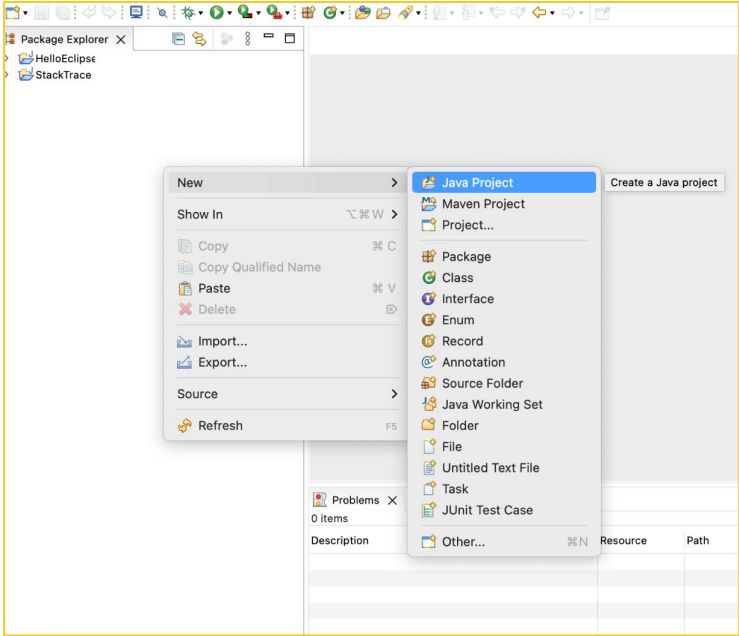 Package Explorer
HelloEclipse
StackTrace
New
Show In ⌥⌘W
Copy ⌘C
Copy Qualified Name
Paste ⌘V
Delete
Import...
Export...
Source
Refresh F5
Java Project
Create a Java project
Maven Project
Project...
Package
Class
Interface
Enum
Record
Annotation
Source Folder
Java Working Set
Folder
File
Untitled Text File
Task
JUnit Test Case
Other... ⌘N
Problems
0 items
Description Resource Path